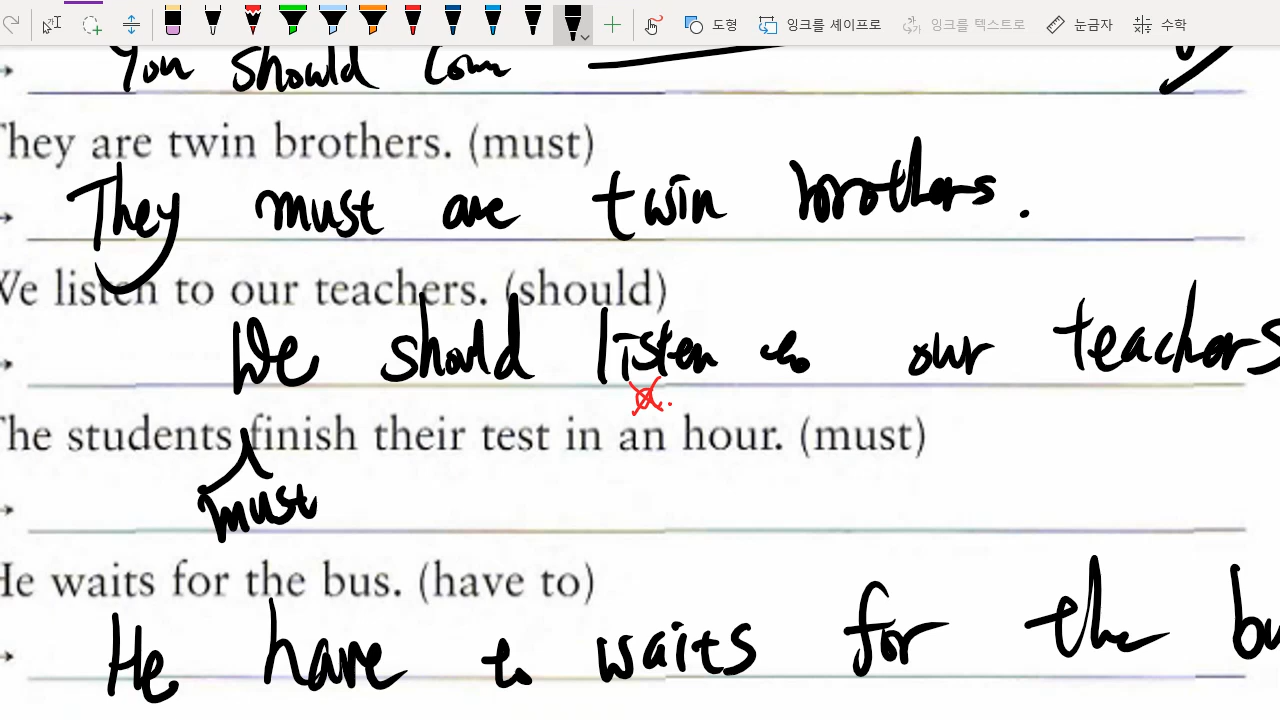 도형 잉크를 셰이프로 잉크를 텍스트로 눈금자 수학
You should com
They are twin brothers. (must)
They must are twin brothers.
We listen to our teachers. (should)
We should listen to our teachers
The students finish their test in an hour. (must)
must
He waits for the bus. (have to)
He have to waits for the bu